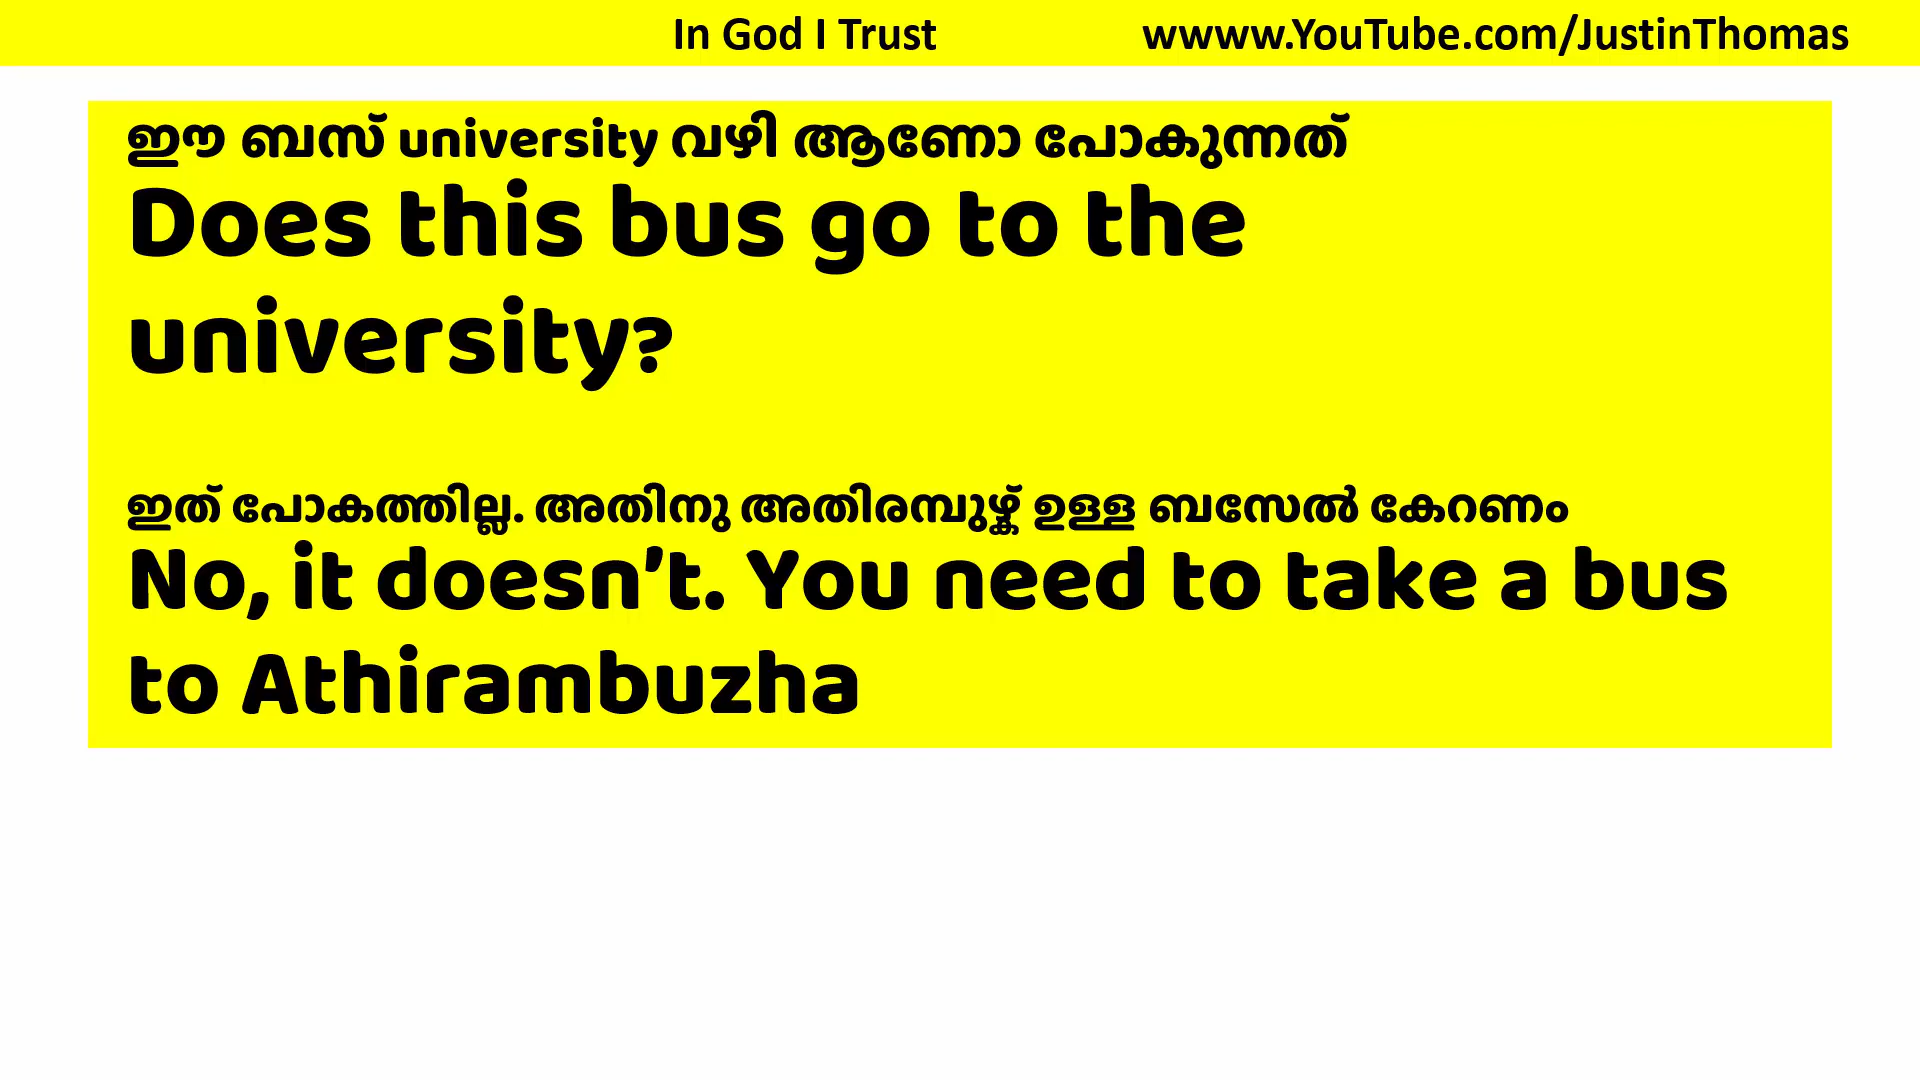 In God I Trust
wwww.YouTube.com/JustinThomas
ഈ ബസ് university വഴി ആണോ പോകുന്നത്
Does this bus go to the
university?
ഇത് പോകത്തില്ല. അതിനു അതിരമ്പുഴ്ക് ഉള്ള ബസേൽ കേറണം
No, it doesn’t. You need to take a bus
to Athirambuzha